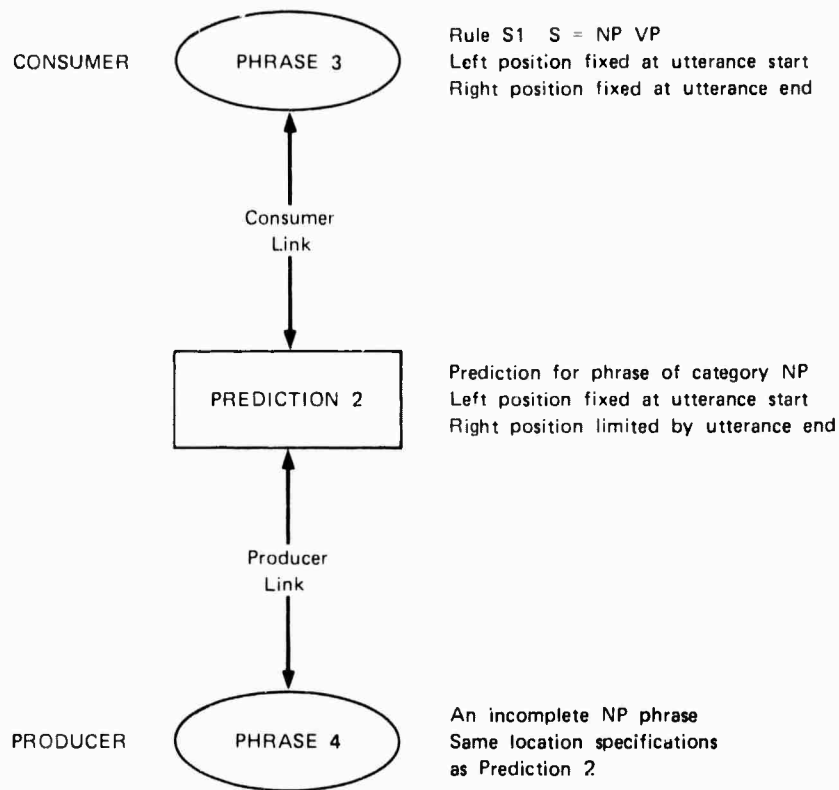 CONSUMER
PHRASE 3
Rule S1 S = NP VP
Left position fixed at utterance start
Right position fixed at utterance end
Consumer
Link
PREDICTION 2
Prediction for phrase of category NP
Left position fixed at utterance start
Right position limited by utterance end
Producer
Link
PRODUCER
PHRASE 4
An incomplete NP phrase
Same location specifications
as Prediction 2